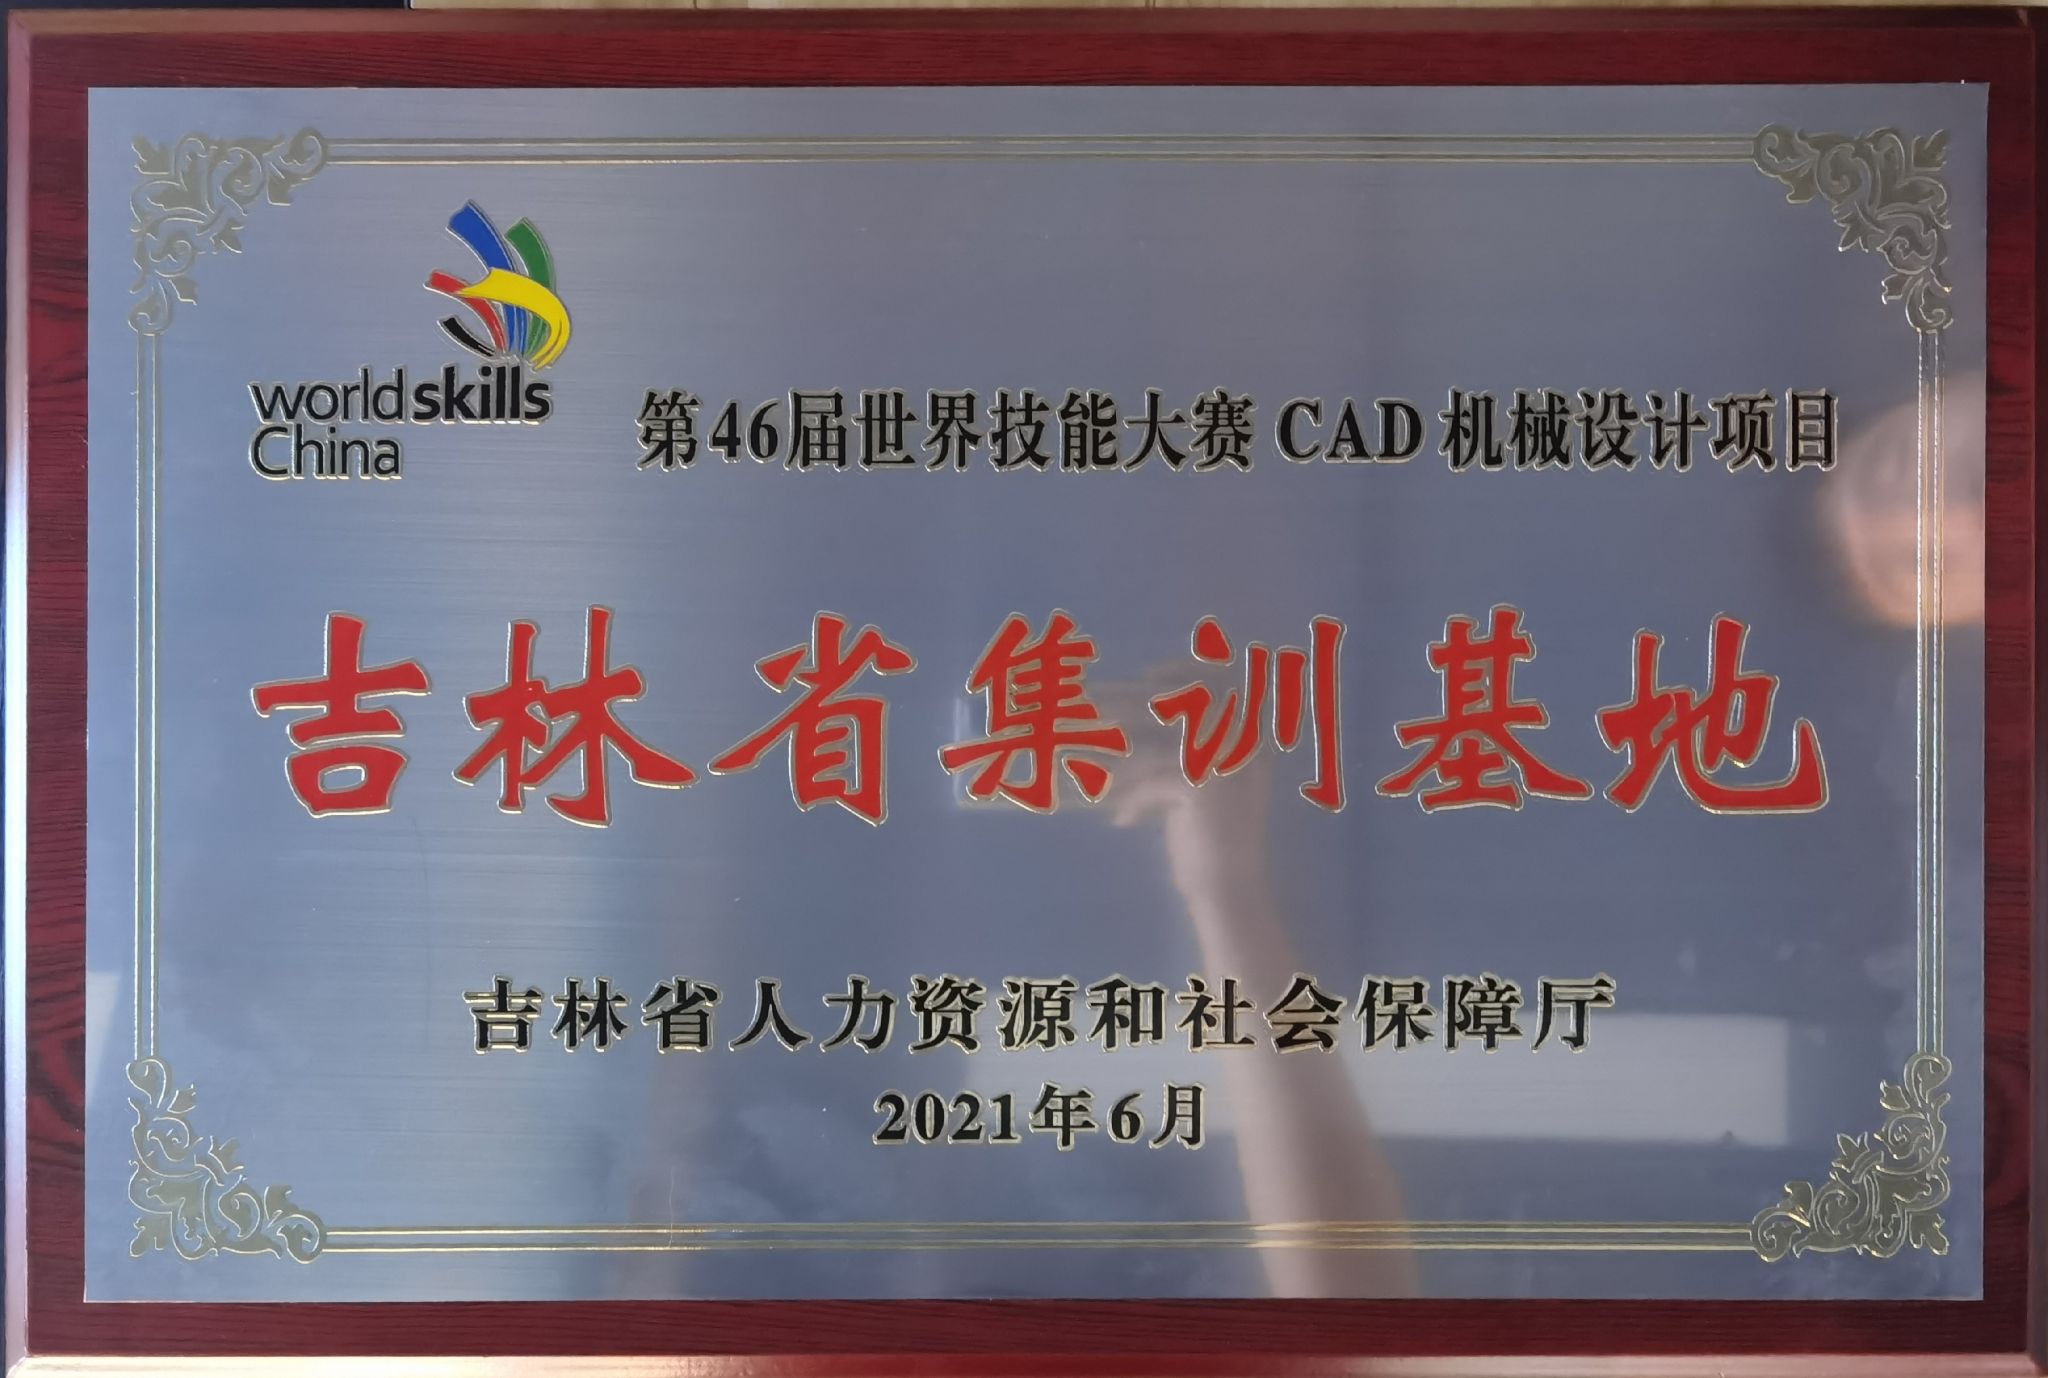 worldskills
China
第46届世界技能大赛 CAD 机械设计项目
吉林省集训基地
吉林省人力资源和社会保障厅
2021年6月